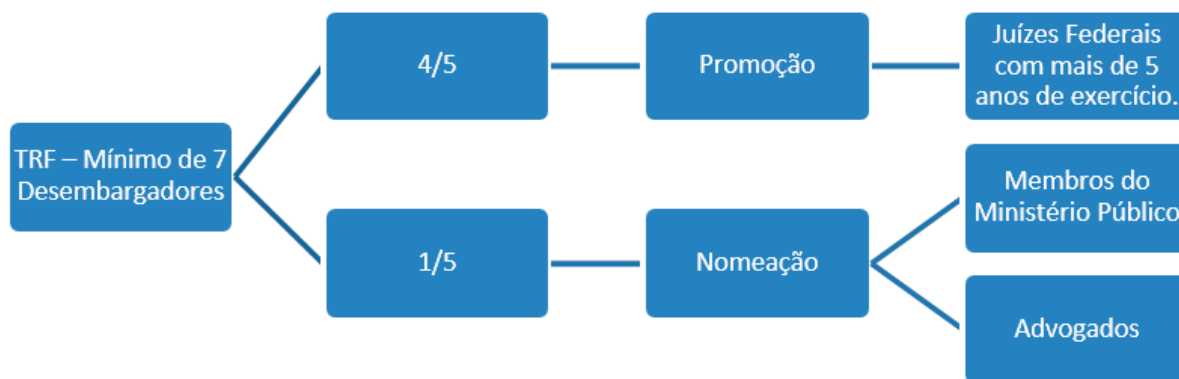 TRF – Mínimo de 7
Desembargadores
4/5
Promoção
Juízes Federais
com mais de 5
anos de exercício.
1/5
Nomeação
Membros do
Ministério Público
Advogados